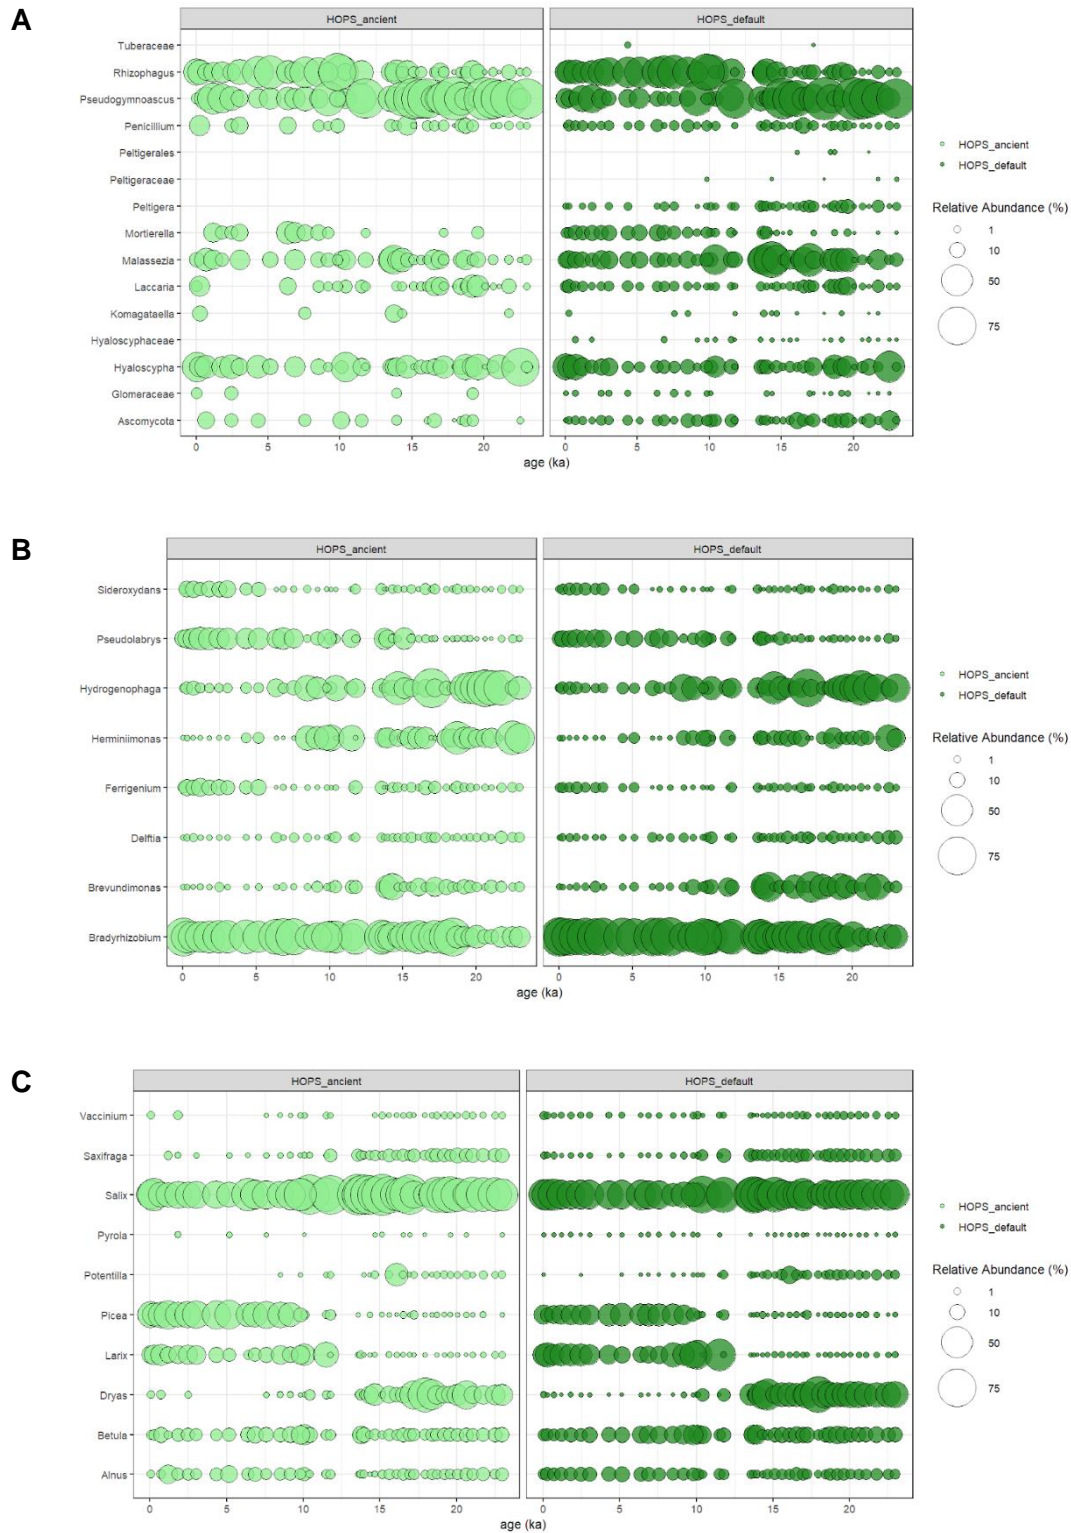 A
HOPS_ancient
HOPS_default
Tuberaceae
Rhizophagus
Pseudogymnoascus
Penicillium
Peltigerales
Peltigeraceae
Peltigera
Mortierella
Malassezia
Laccaria
Komagataella
Hyaloscyphaceae
Hyaloscypha
Glomeraceae
Ascomycota
0 5 10 15 20 0 5 10 15 20
age (ka)
HOPS_ancient
HOPS_default
Relative Abundance (%)
1
10
50
75
B
HOPS_ancient
HOPS_default
Sideroxydans
Pseudolabrys
Hydrogenophaga
Herminiimonas
Ferrigenium
Delftia
Brevundimonas
Bradyrhizobium
0 5 10 15 20 0 5 10 15 20
age (ka)
HOPS_ancient
HOPS_default
Relative Abundance (%)
1
10
50
75
C
HOPS_ancient
HOPS_default
Vaccinium
Saxifraga
Salix
Pyrola
Potentilla
Picea
Larix
Dryas
Betula
Alnus
0 5 10 15 20 0 5 10 15 20
age (ka)
HOPS_ancient
HOPS_default
Relative Abundance (%)
1
10
50
75